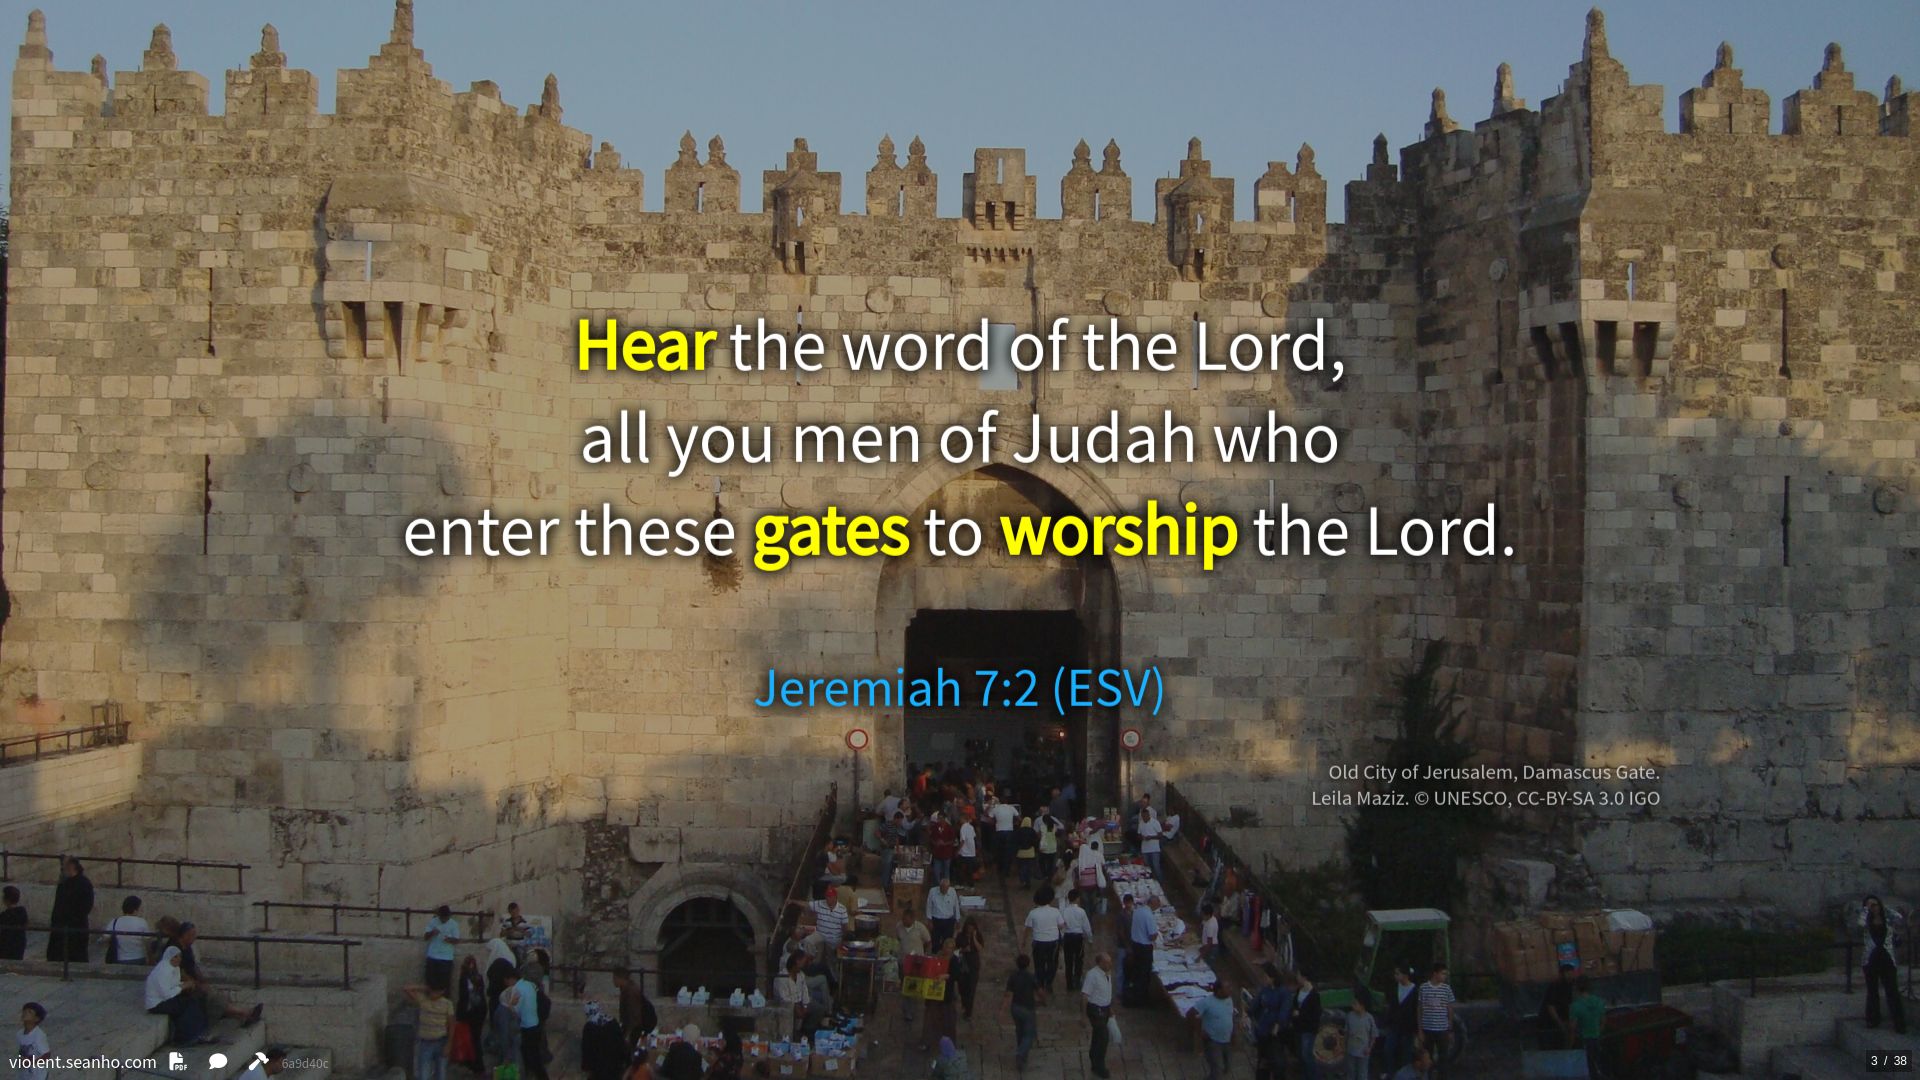 Hear the word of the Lord,
all you men of Judah who
enter these gates to worship the Lord.
Jeremiah 7:2 (ESV)
Old City of Jerusalem, Damascus Gate.
Leila Maziz. © UNESCO, CC-BY-SA 3.0 IGO
violent.seanho.com PDF 6a9d40c
3 / 38